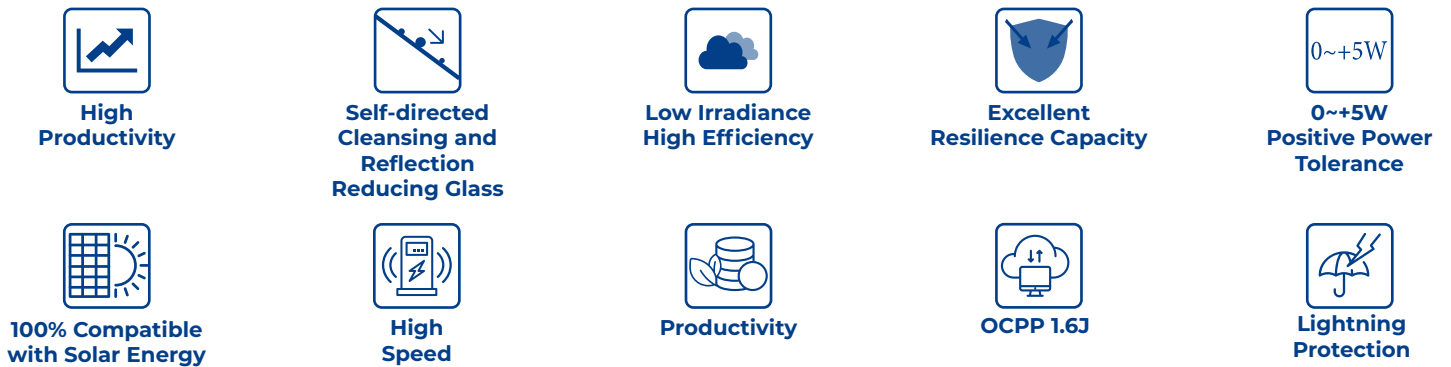 High
Productivity
Self-directed
Cleansing and
Reflection
Reducing Glass
Low Irradiance
High Efficiency
Excellent
Resilience Capacity
0~+5W
0~+5W
Positive Power
Tolerance
100% Compatible
with Solar Energy
High
Speed
Productivity
OCPP 1.6J
Lightning
Protection